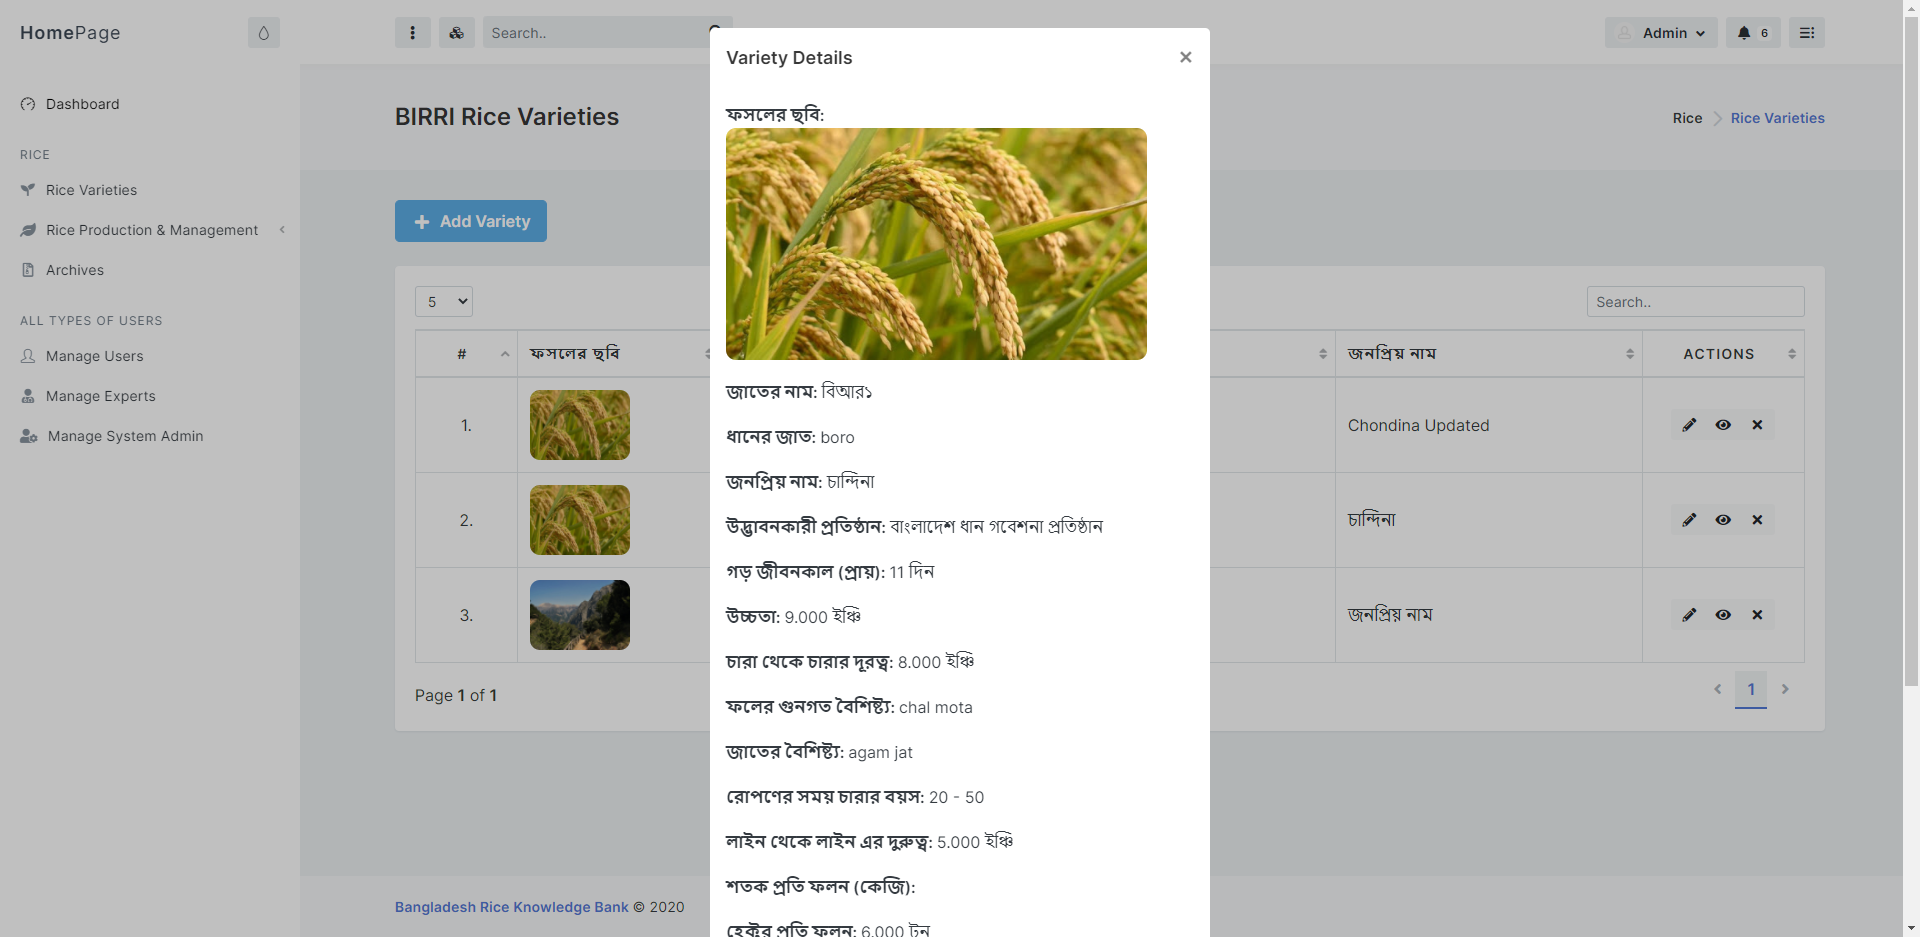 HomePage
Search..
Admin
6
Dashboard
RICE
Rice Varieties
Rice Production & Management
Archives
ALL TYPES OF USERS
Manage Users
Manage Experts
Manage System Admin
BIRRI Rice Varieties
Rice
Rice Varieties
Add Variety
5
Search..
#
ফসলের ছবি
জনপ্রিয় নাম
ACTIONS
1.
Chondina Updated
2.
চান্দিনা
3.
জনপ্রিয় নাম
Page 1 of 1
1
Bangladesh Rice Knowledge Bank © 2020
Variety Details
×
ফসলের ছবি:
জাতের নাম: বিআর১
ধানের জাত: boro
জনপ্রিয় নাম: চান্দিনা
উদ্ভাবনকারী প্রতিষ্ঠান: বাংলাদেশ ধান গবেশনা প্রতিষ্ঠান
গড় জীবনকাল (প্রায়): 11 দিন
উচ্চতা: 9.000 ইঞ্চি
চারা থেকে চারার দূরত্ব: 8.000 ইঞ্চি
ফলের গুনগত বৈশিষ্ট্য: chal mota
জাতের বৈশিষ্ট্য: agam jat
রোপণের সময় চারার বয়স: 20 - 50
লাইন থেকে লাইন এর দুরুত্ব: 5.000 ইঞ্চি
শতক প্রতি ফলন (কেজি):
হেক্টর প্রতি ফলন: 6.000 টন